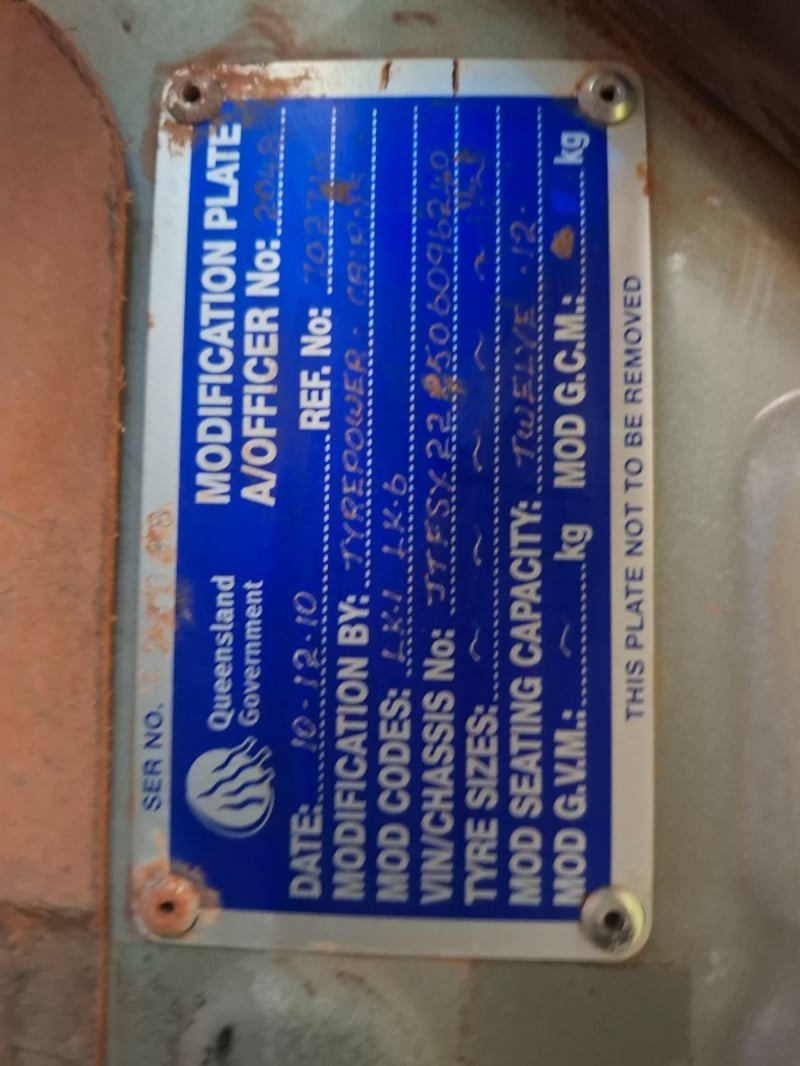 SER NO.
Queensland
Government
MODIFICATION PLATE
A/OFFICER No:
DATE: 10-12-10 REF. No:
MODIFICATION BY: TYREPOWER
MOD CODES: LK1 LK6
VIN/CHASSIS No:
TYRE SIZES: ~ ~ ~ ~ ~
MOD SEATING CAPACITY: TWELVE 12
MOD G.V.M.: ~ kg MOD G.C.M.: kg
THIS PLATE NOT TO BE REMOVED